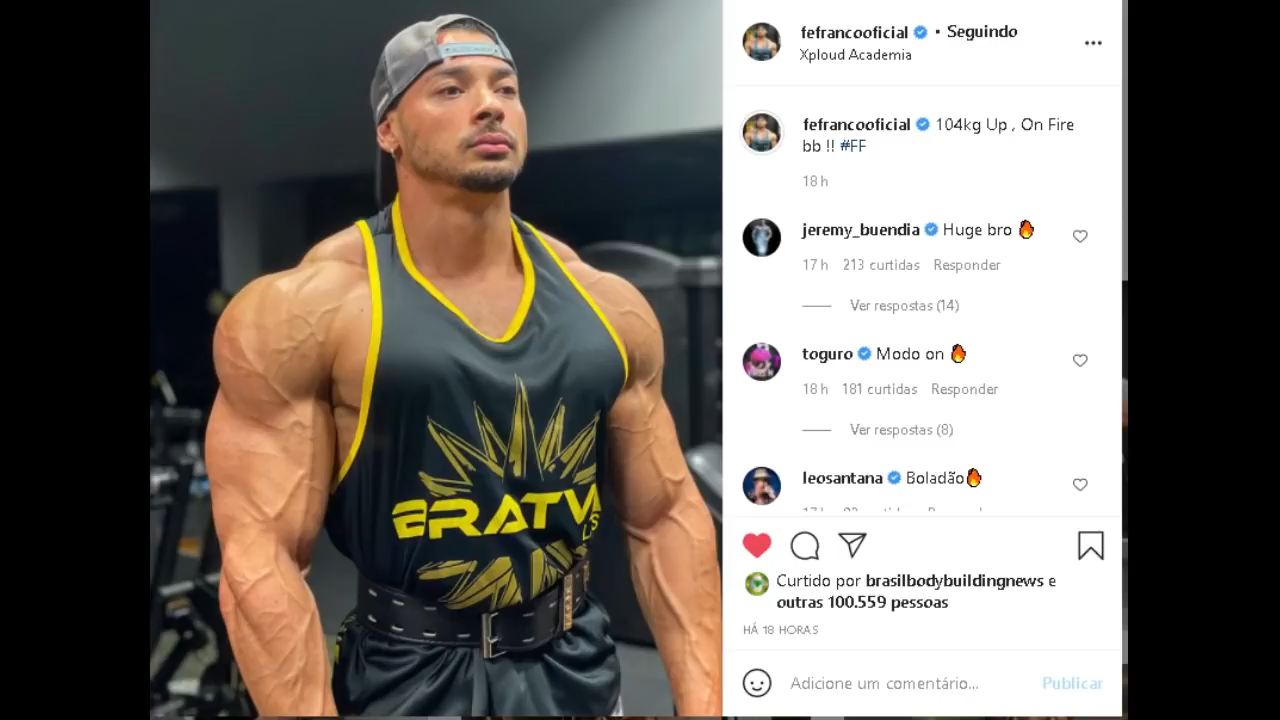 fefrancooficial • Seguindo
Xploud Academia
fefrancooficial 104kg Up , On Fire
bb !! #FF
18 h
jeremy_buendia Huge bro 🔥
17 h 213 curtidas Responder
Ver respostas (14)
toguro Modo on 🔥
18 h 181 curtidas Responder
Ver respostas (8)
leosantana Boladão🔥
BRATV
LS
Curtido por brasilbodybuildingnews e
outras 100.559 pessoas
HÁ 18 HORAS
Adicione um comentário... Publicar